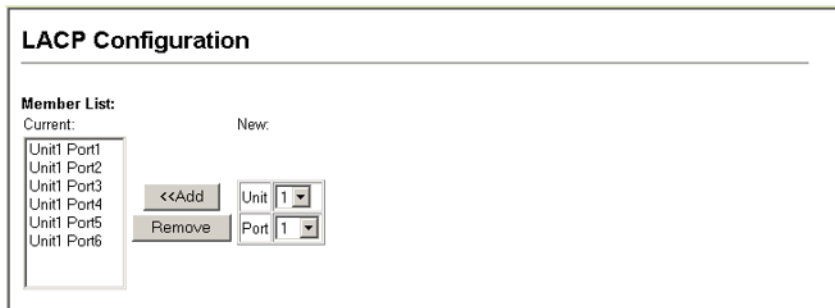 LACP Configuration
Member List:
Current: New:
Unit1 Port1
Unit1 Port2
Unit1 Port3
Unit1 Port4
Unit1 Port5
Unit1 Port6
<<Add
Remove
Unit 1
Port 1